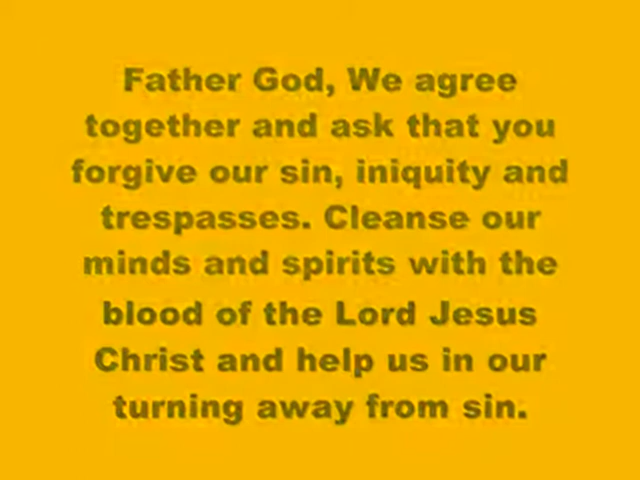 Father God, We agree
together and ask that you
forgive our sin, iniquity and
trespasses. Cleanse our
minds and spirits with the
blood of the Lord Jesus
Christ and help us in our
turning away from sin.